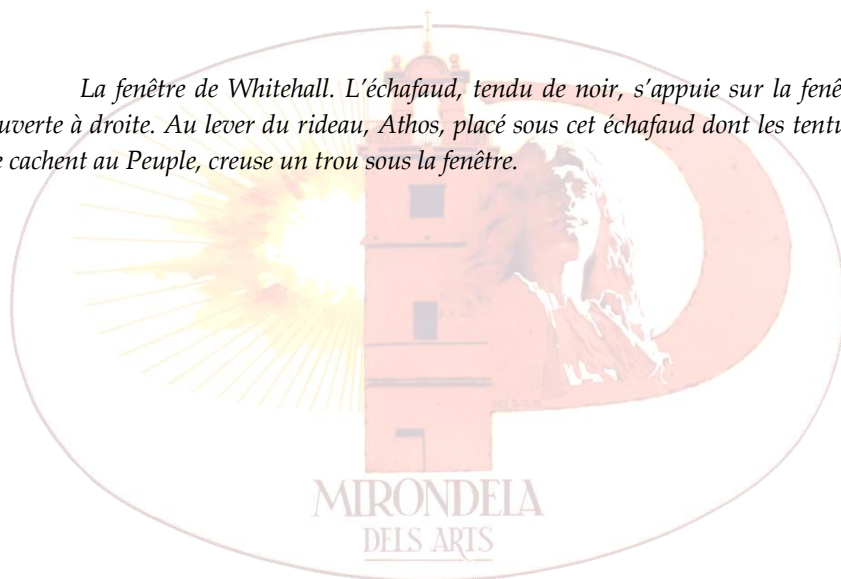 La fenêtre de Whitehall. L’échafaud, tendu de noir, s’appuie sur la fenê
uverte à droite. Au lever du rideau, Athos, placé sous cet échafaud dont les tentu
e cachent au Peuple, creuse un trou sous la fenêtre.
MIRONDELA
DELS ARTS